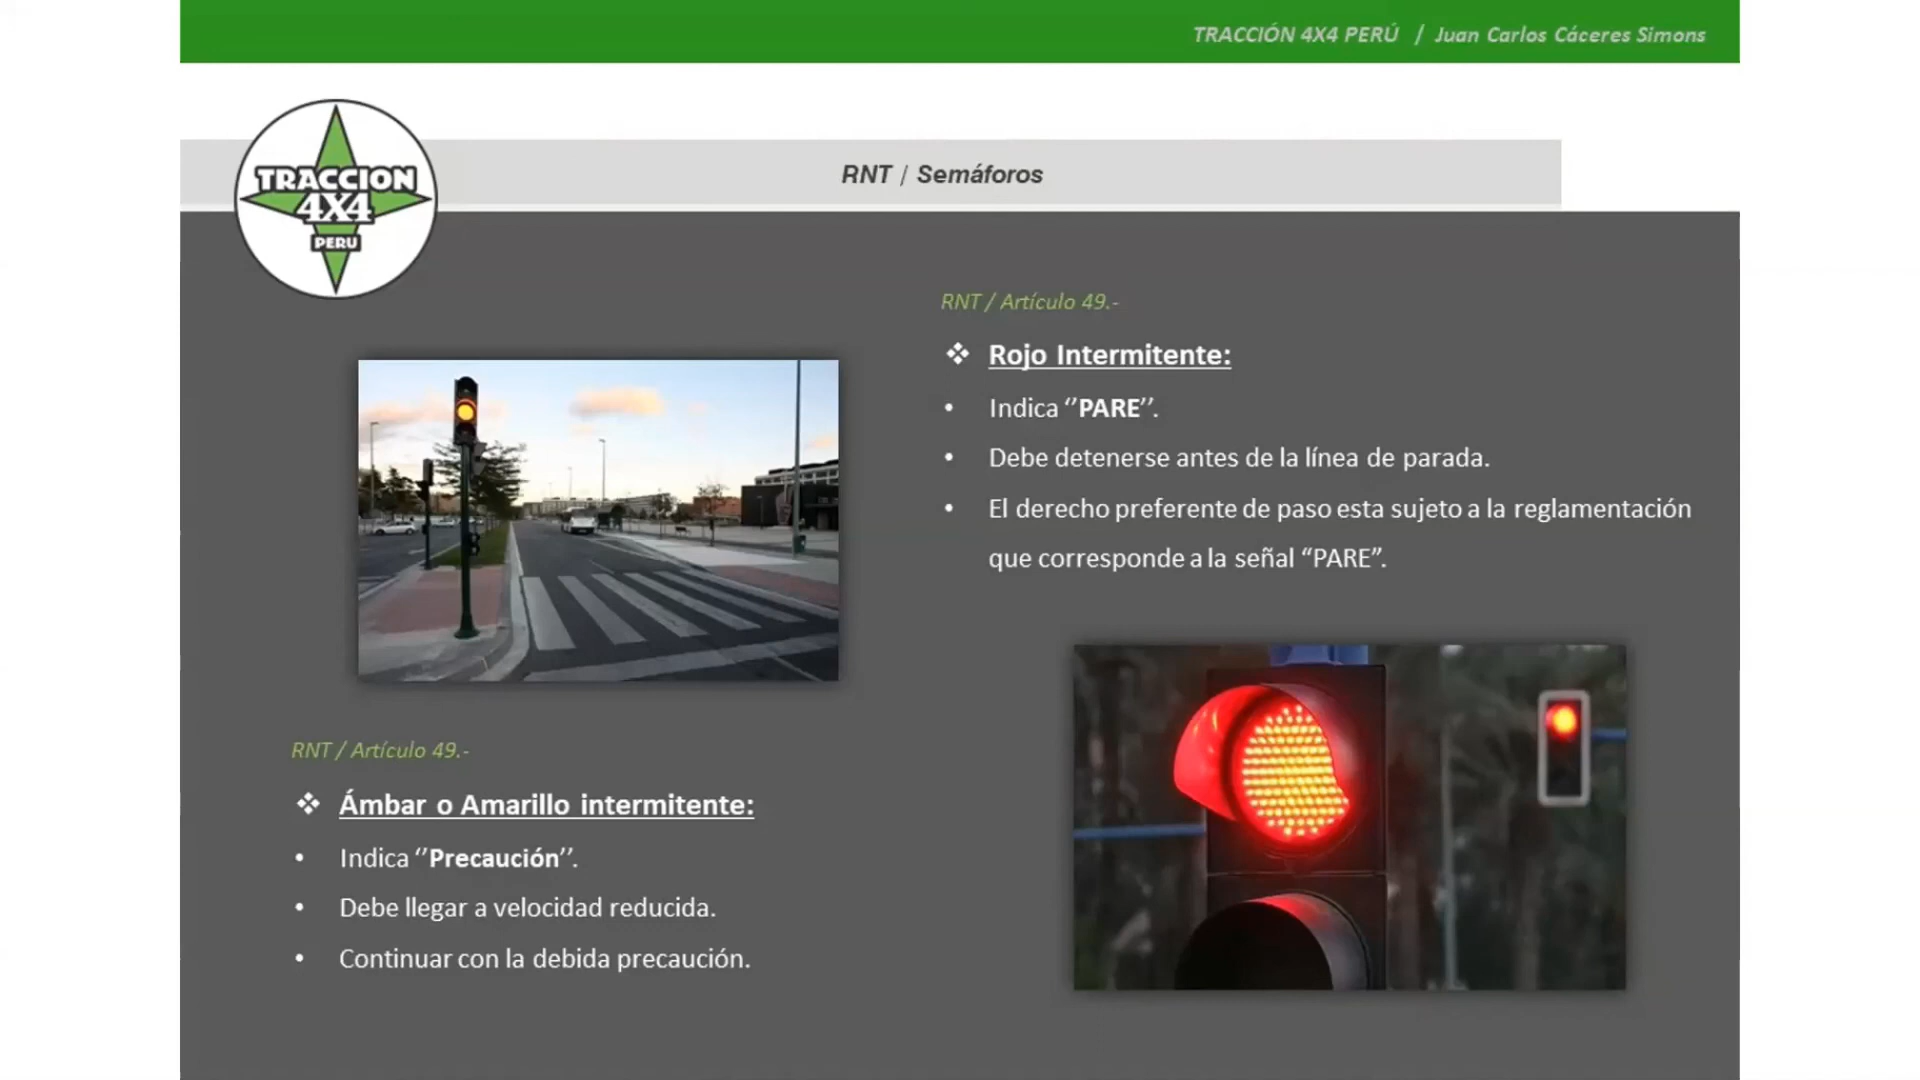 TRACCIÓN 4X4 PERÚ / Juan Carlos Cáceres Simons
TRACCION
4X4
PERU
RNT / Semáforos
RNT / Artículo 49.-
❖ Rojo Intermitente:
• Indica ‘’PARE’’.
• Debe detenerse antes de la línea de parada.
• El derecho preferente de paso esta sujeto a la reglamentación
que corresponde a la señal “PARE”.
RNT / Artículo 49.-
❖ Ámbar o Amarillo intermitente:
• Indica ‘’Precaución’’.
• Debe llegar a velocidad reducida.
• Continuar con la debida precaución.